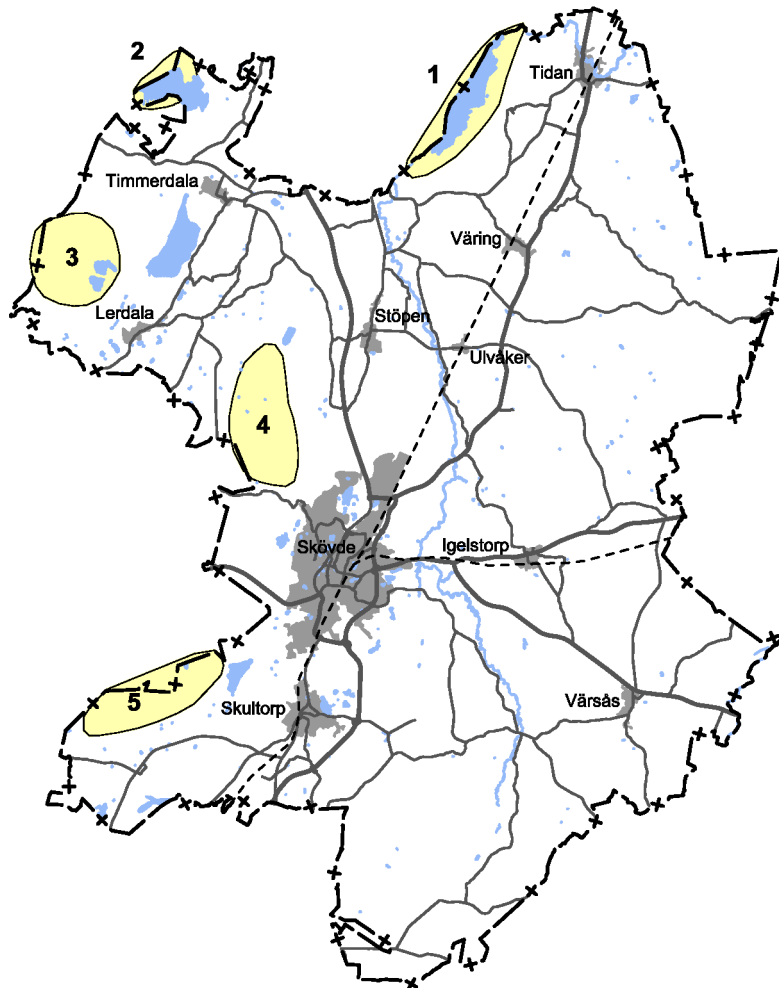 2
1
Tidan
Timmerdala
Väring
3
Lerdala
Stöpen
Ulvåker
4
Skövde
Igelstorp
5
Skultorp
Värsås